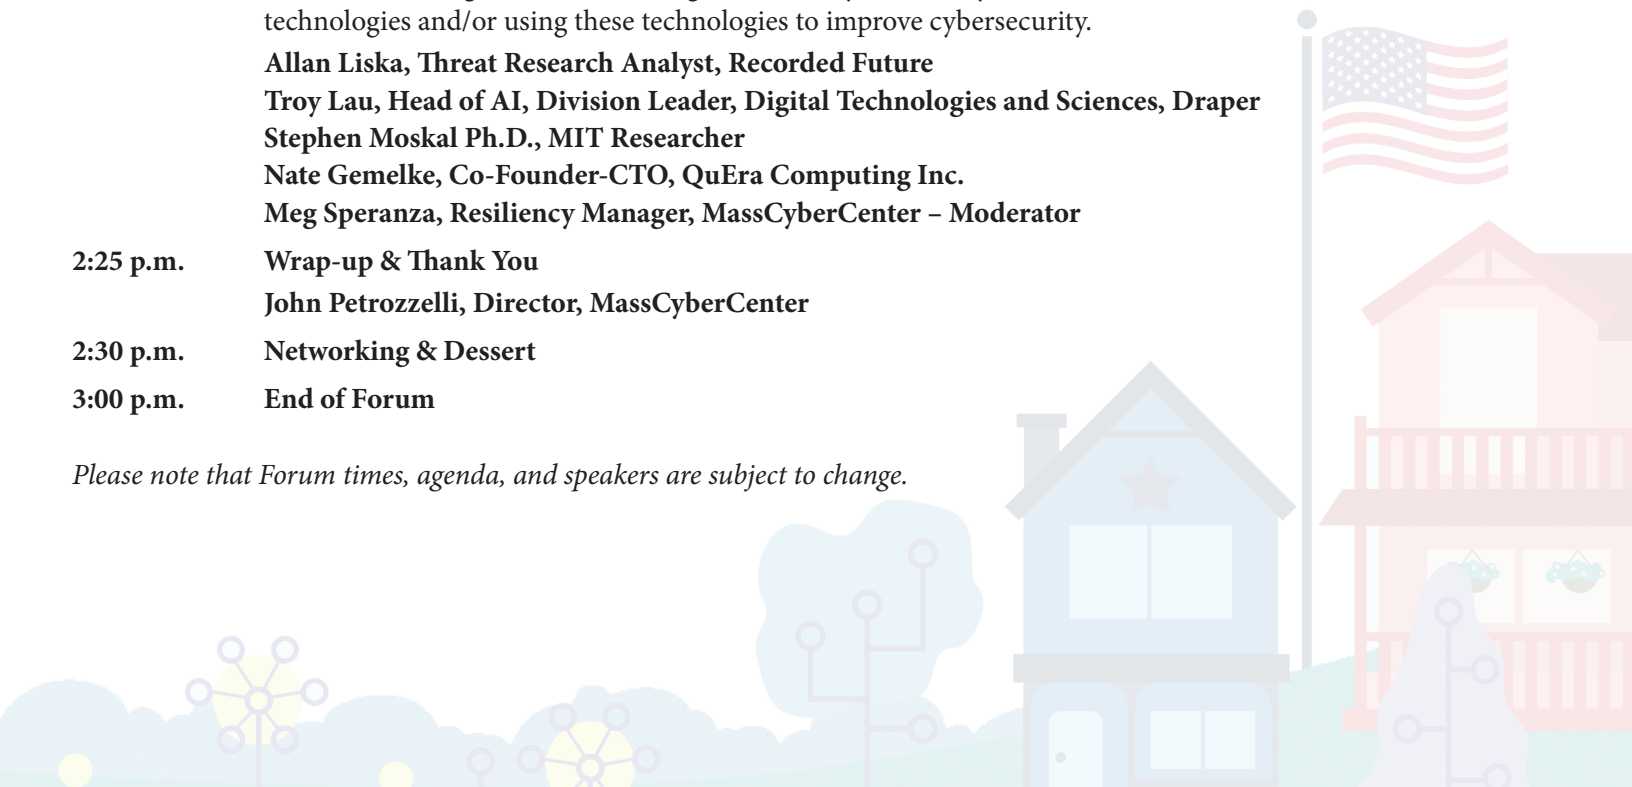 technologies and/or using these technologies to improve cybersecurity.
Allan Liska, Threat Research Analyst, Recorded Future
Troy Lau, Head of AI, Division Leader, Digital Technologies and Sciences, Draper
Stephen Moskal Ph.D., MIT Researcher
Nate Gemelke, Co-Founder-CTO, QuEra Computing Inc.
Meg Speranza, Resiliency Manager, MassCyberCenter – Moderator
2:25 p.m. Wrap-up & Thank You
John Petrozzelli, Director, MassCyberCenter
2:30 p.m. Networking & Dessert
3:00 p.m. End of Forum
Please note that Forum times, agenda, and speakers are subject to change.